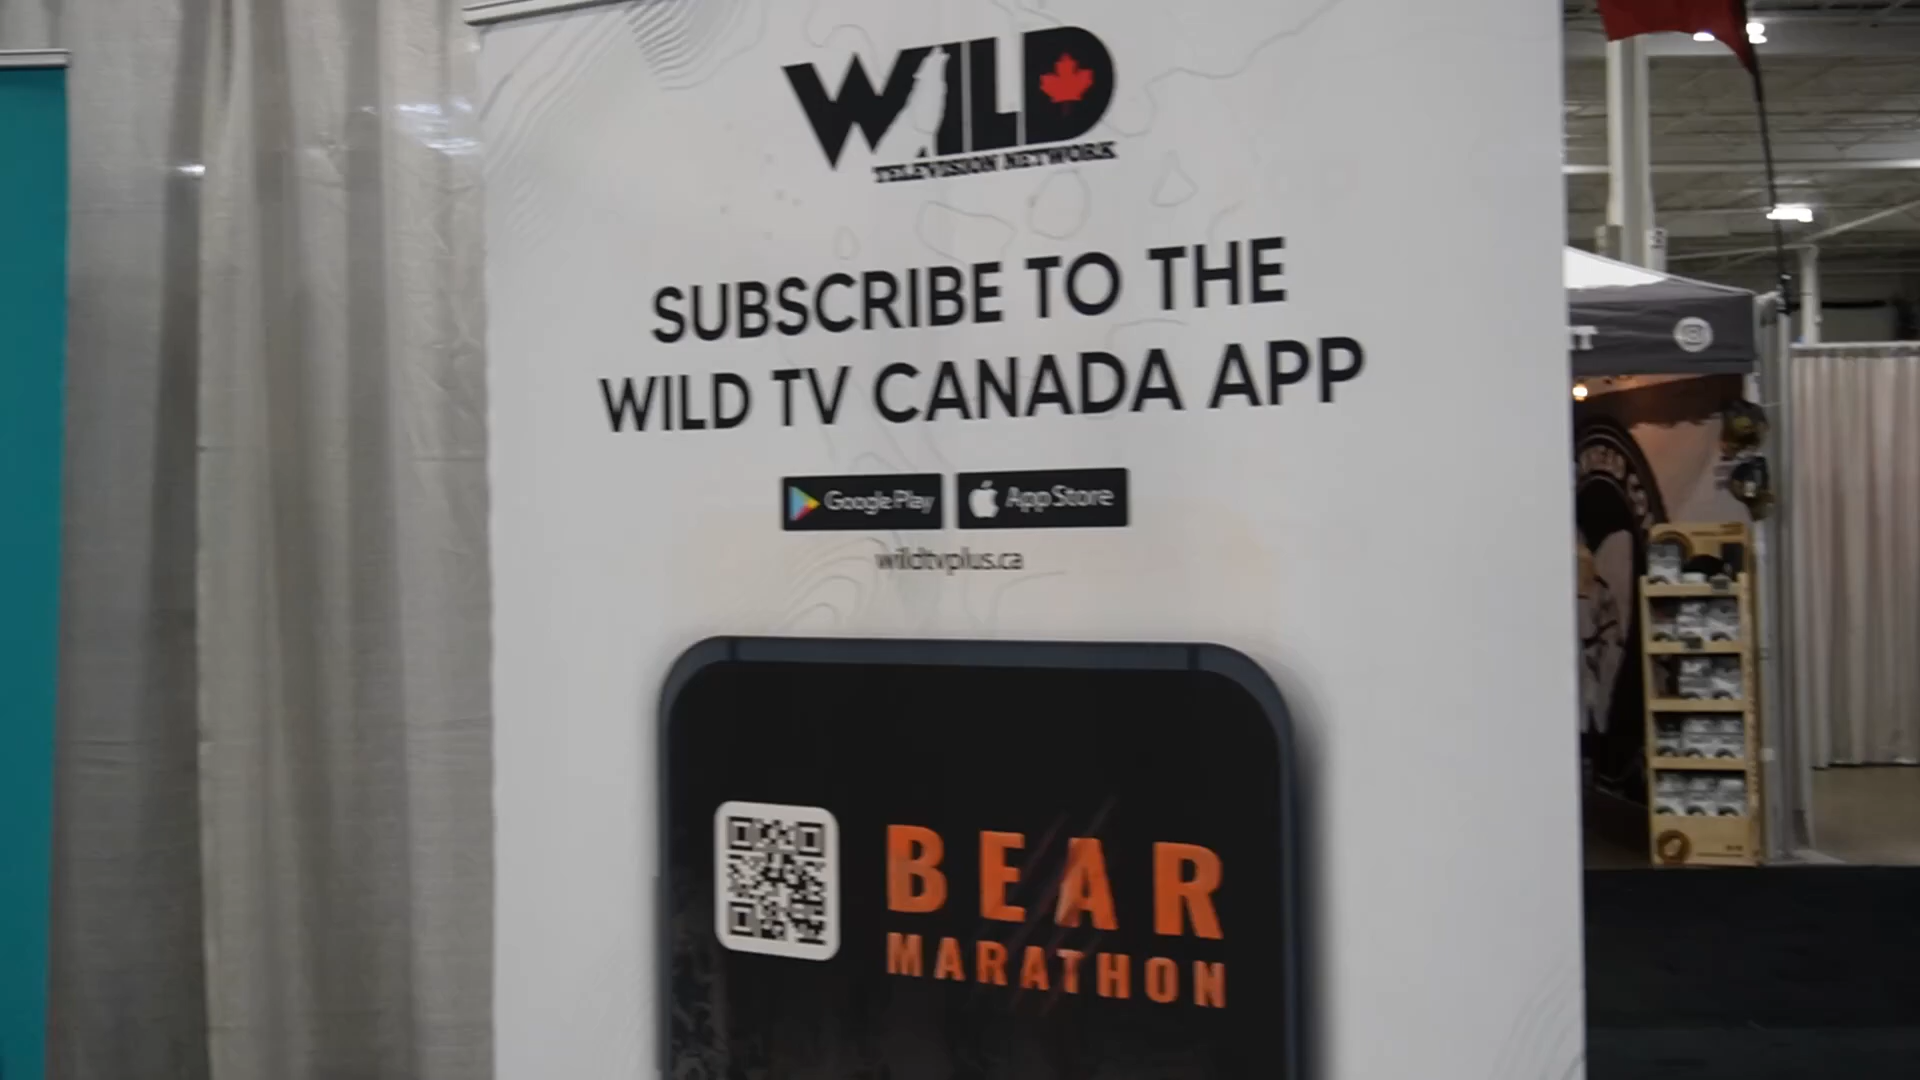 WILD
TELEVISION NETWORK
SUBSCRIBE TO THE
WILD TV CANADA APP
Google Play
App Store
wildtvplus.ca
BEAR
MARATHON